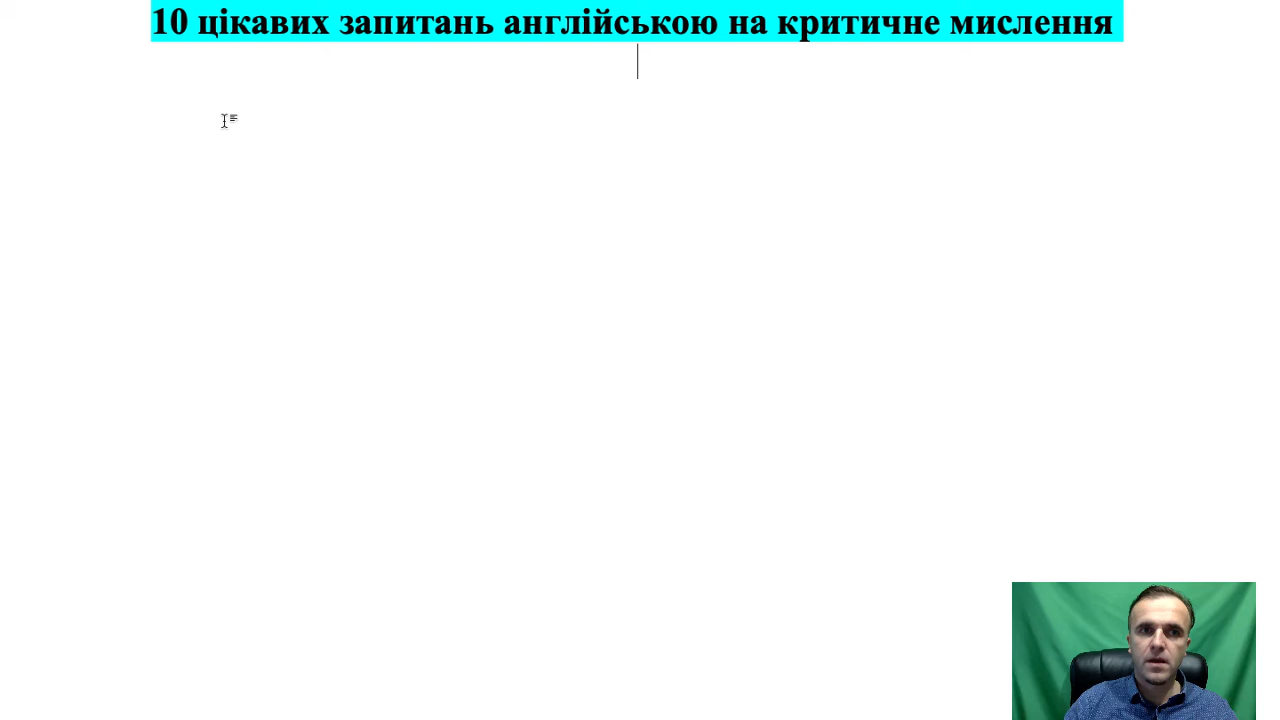 10 цікавих запитань англійською на критичне мислення